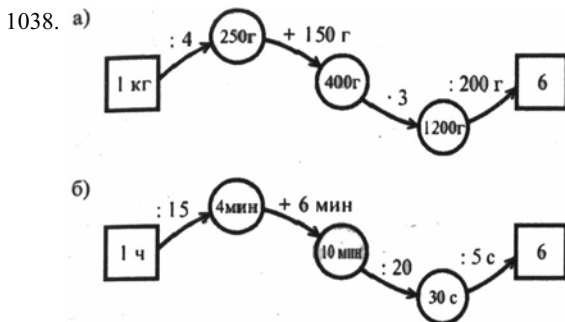 1038. а)
: 4
250г
+ 150 г
1 кг
400г
· 3
1200г
: 200 г
6
б)
: 15
4мин
+ 6 мин
1 ч
10 мин
: 20
30 с
: 5 с
6